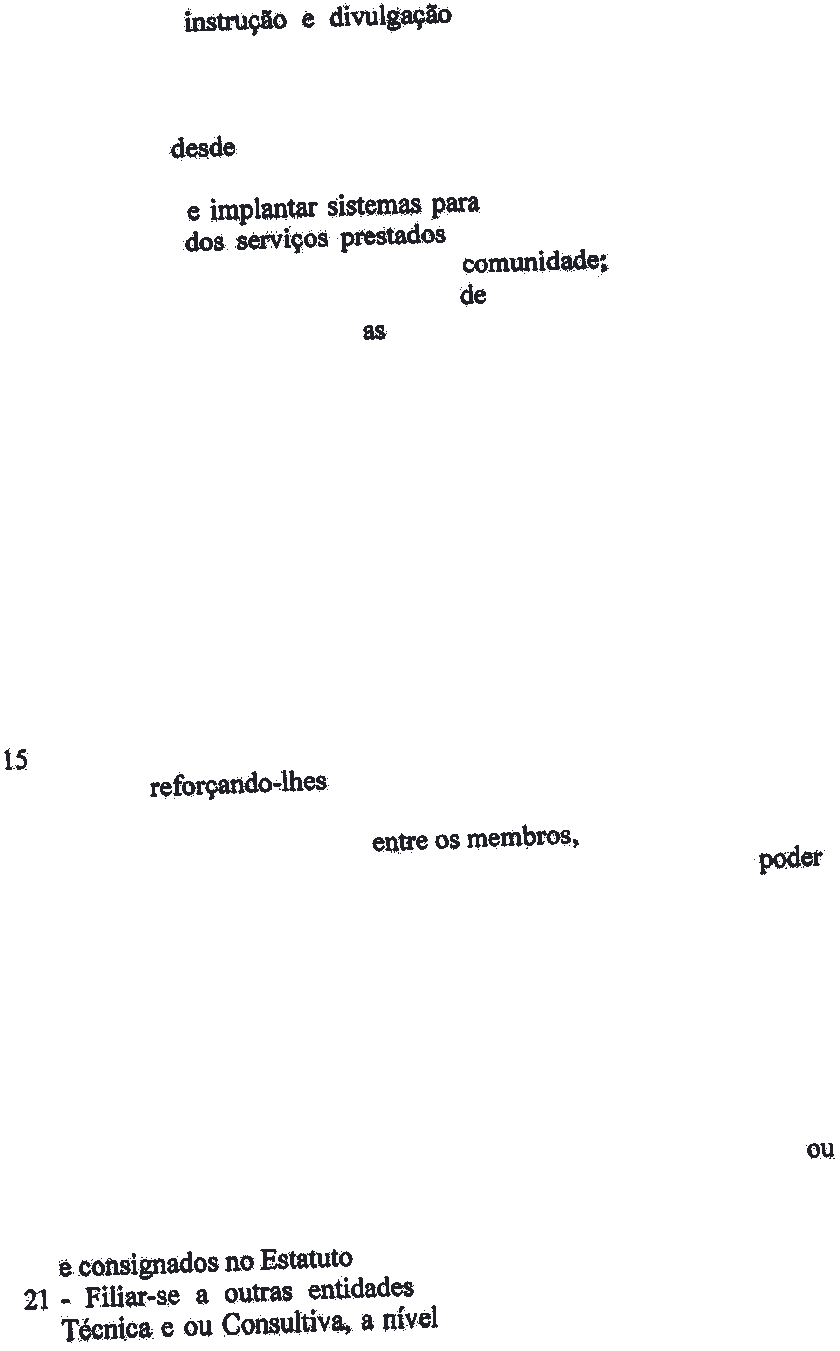 instrução e divulgação
desde
e implantar sistemas para
dos serviços prestados
comunidade;
de
as
15
reforçando-lhes
entre os membros,
poder
ou
e consignados no Estatuto
21 - Filiar-se a outras entidades
Técnica e ou Consultiva, a nível